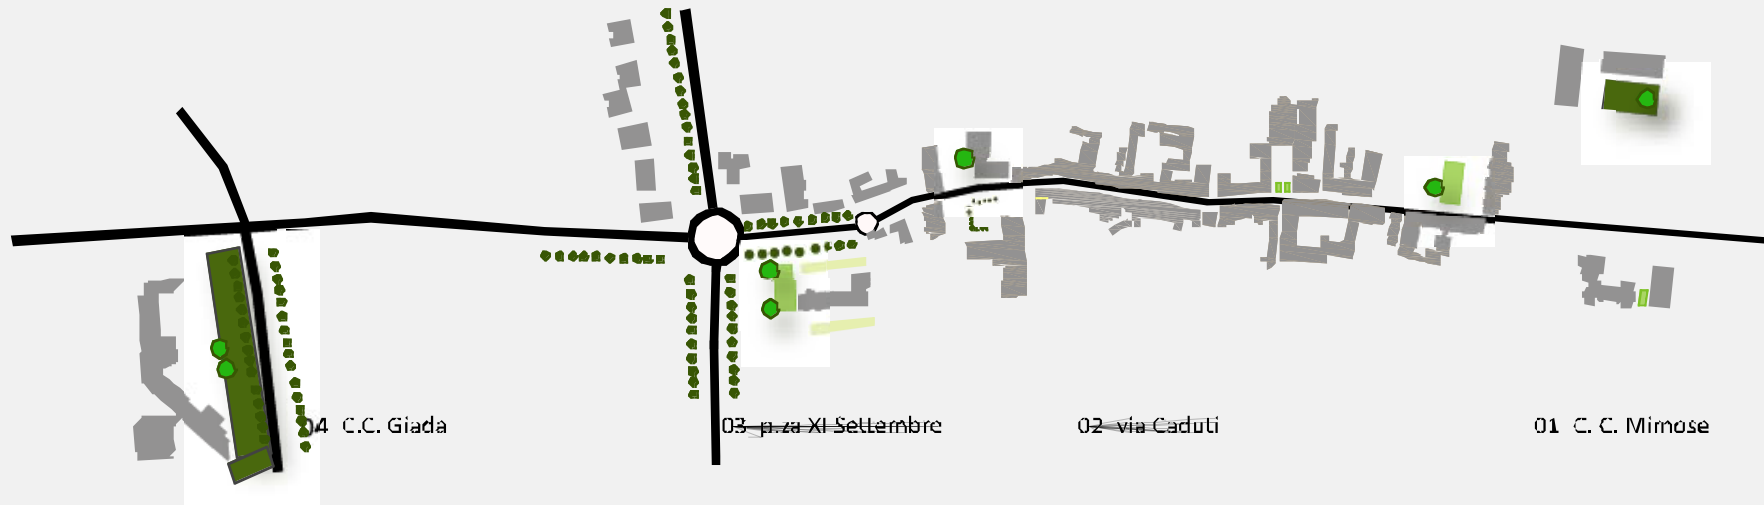 04 C.C. Giada
03 p.za XI Settembre
02 via Caduti
01 C. C. Mimose